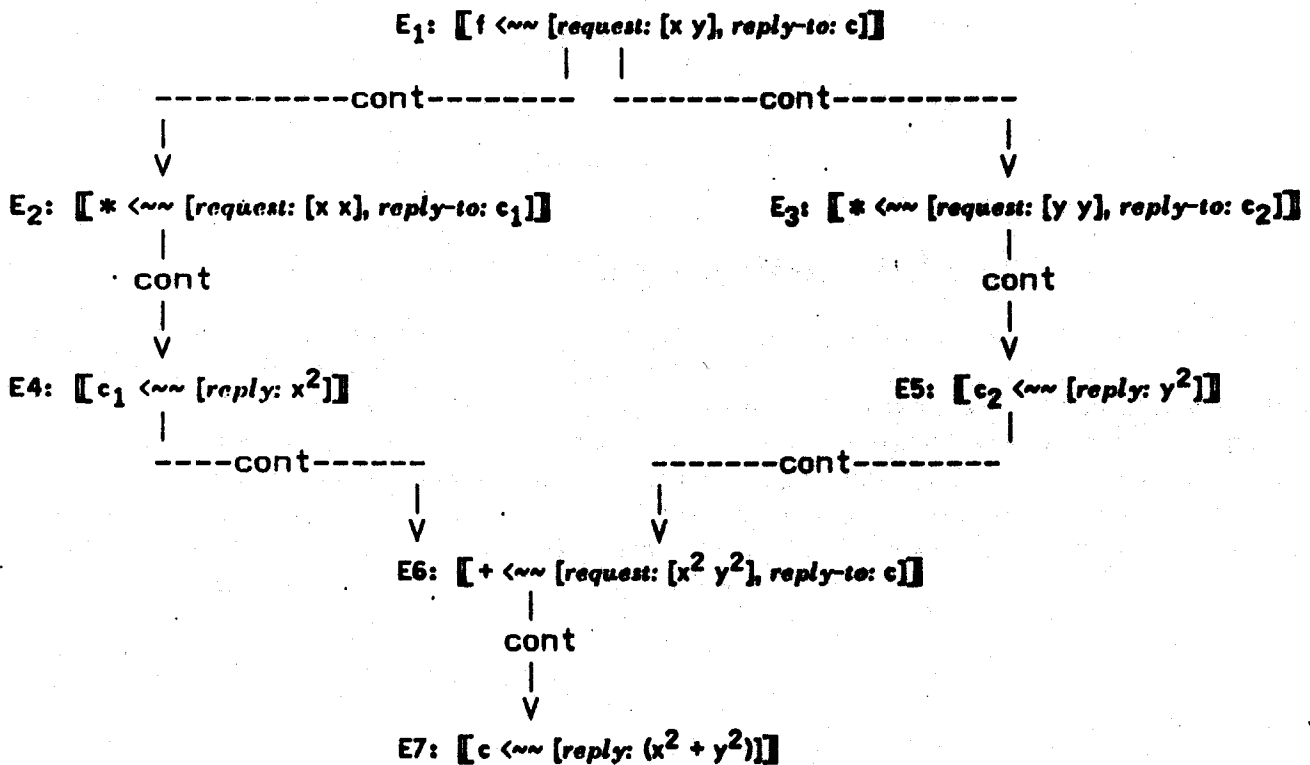 E₁: ⟦f <~~ [request: [x y], reply-to: c]⟧
----------cont-------- --------cont----------
E₂: ⟦* <~~ [request: [x x], reply-to: c₁]⟧ E₃: ⟦* <~~ [request: [y y], reply-to: c₂]⟧
cont cont
E4: ⟦c₁ <~~ [reply: x²]⟧ E5: ⟦c₂ <~~ [reply: y²]⟧
----cont------ -------cont--------
E6: ⟦+ <~~ [request: [x² y²], reply-to: c]⟧
cont
E7: ⟦c <~~ [reply: (x² + y²)]⟧